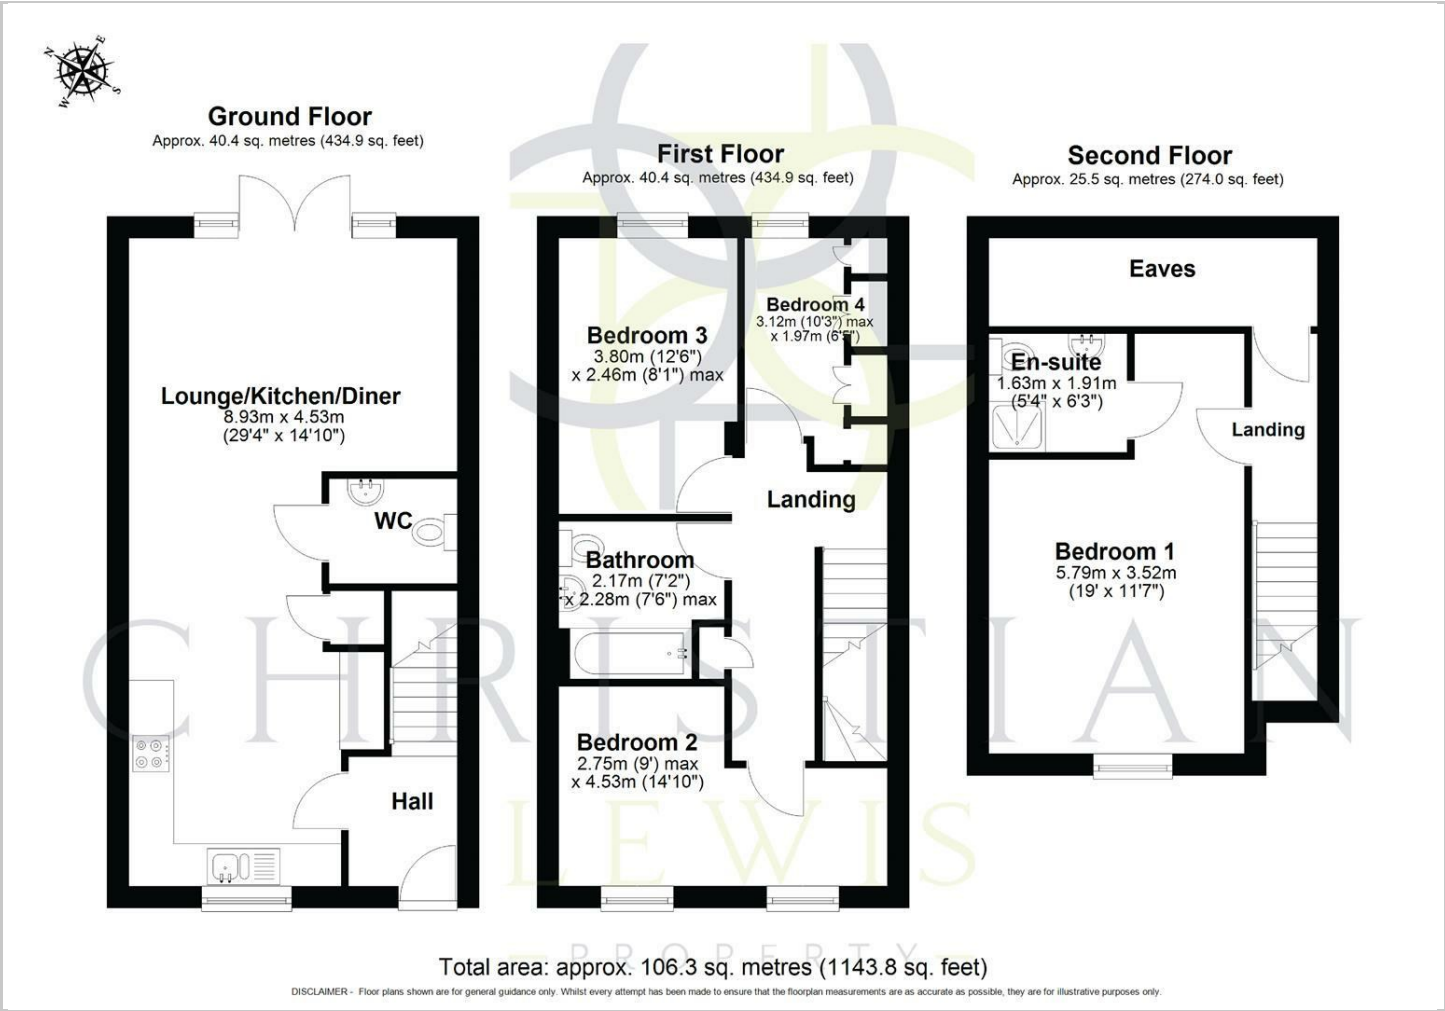 N
E
W
S
Ground Floor
Approx. 40.4 sq. metres (434.9 sq. feet)
Lounge/Kitchen/Diner
8.93m x 4.53m
(29'4" x 14'10")
WC
Hall
First Floor
Approx. 40.4 sq. metres (434.9 sq. feet)
Bedroom 3
3.80m (12'6")
x 2.46m (8'1") max
Bedroom 4
3.12m (10'3") max
x 1.97m (6'5")
Landing
Bathroom
2.17m (7'2")
x 2.28m (7'6") max
Bedroom 2
2.75m (9') max
x 4.53m (14'10")
Second Floor
Approx. 25.5 sq. metres (274.0 sq. feet)
Eaves
En-suite
1.63m x 1.91m
(5'4" x 6'3")
Landing
Bedroom 1
5.79m x 3.52m
(19' x 11'7")
CHRISTIAN
LEWIS
PROPERTY
Total area: approx. 106.3 sq. metres (1143.8 sq. feet)
DISCLAIMER - Floor plans shown are for general guidance only. Whilst every attempt has been made to ensure that the floorplan measurements are as accurate as possible, they are for illustrative purposes only.